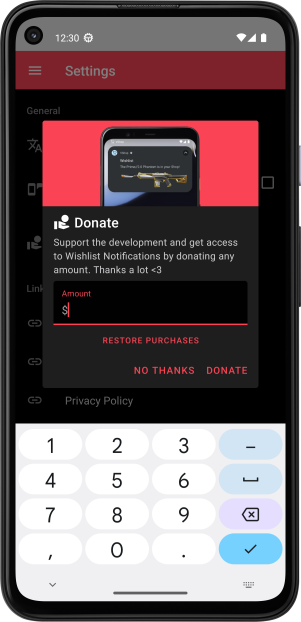 12:30
Settings
General
Wishlist
Donate
Support the development and get access
to Wishlist Notifications by donating any
amount. Thanks a lot <3
Amount
$
RESTORE PURCHASES
NO THANKS DONATE
Link
Privacy Policy
1 2 3 –
4 5 6
7 8 9
, 0 .